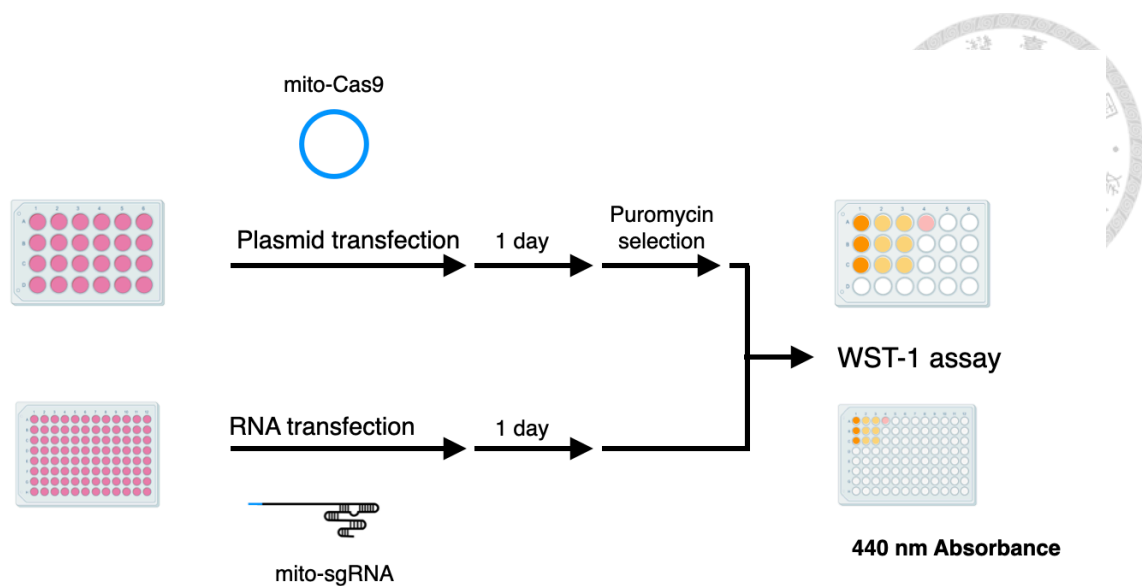 mito-Cas9
Plasmid transfection
1 day
Puromycin
selection
WST-1 assay
RNA transfection
1 day
mito-sgRNA
440 nm Absorbance